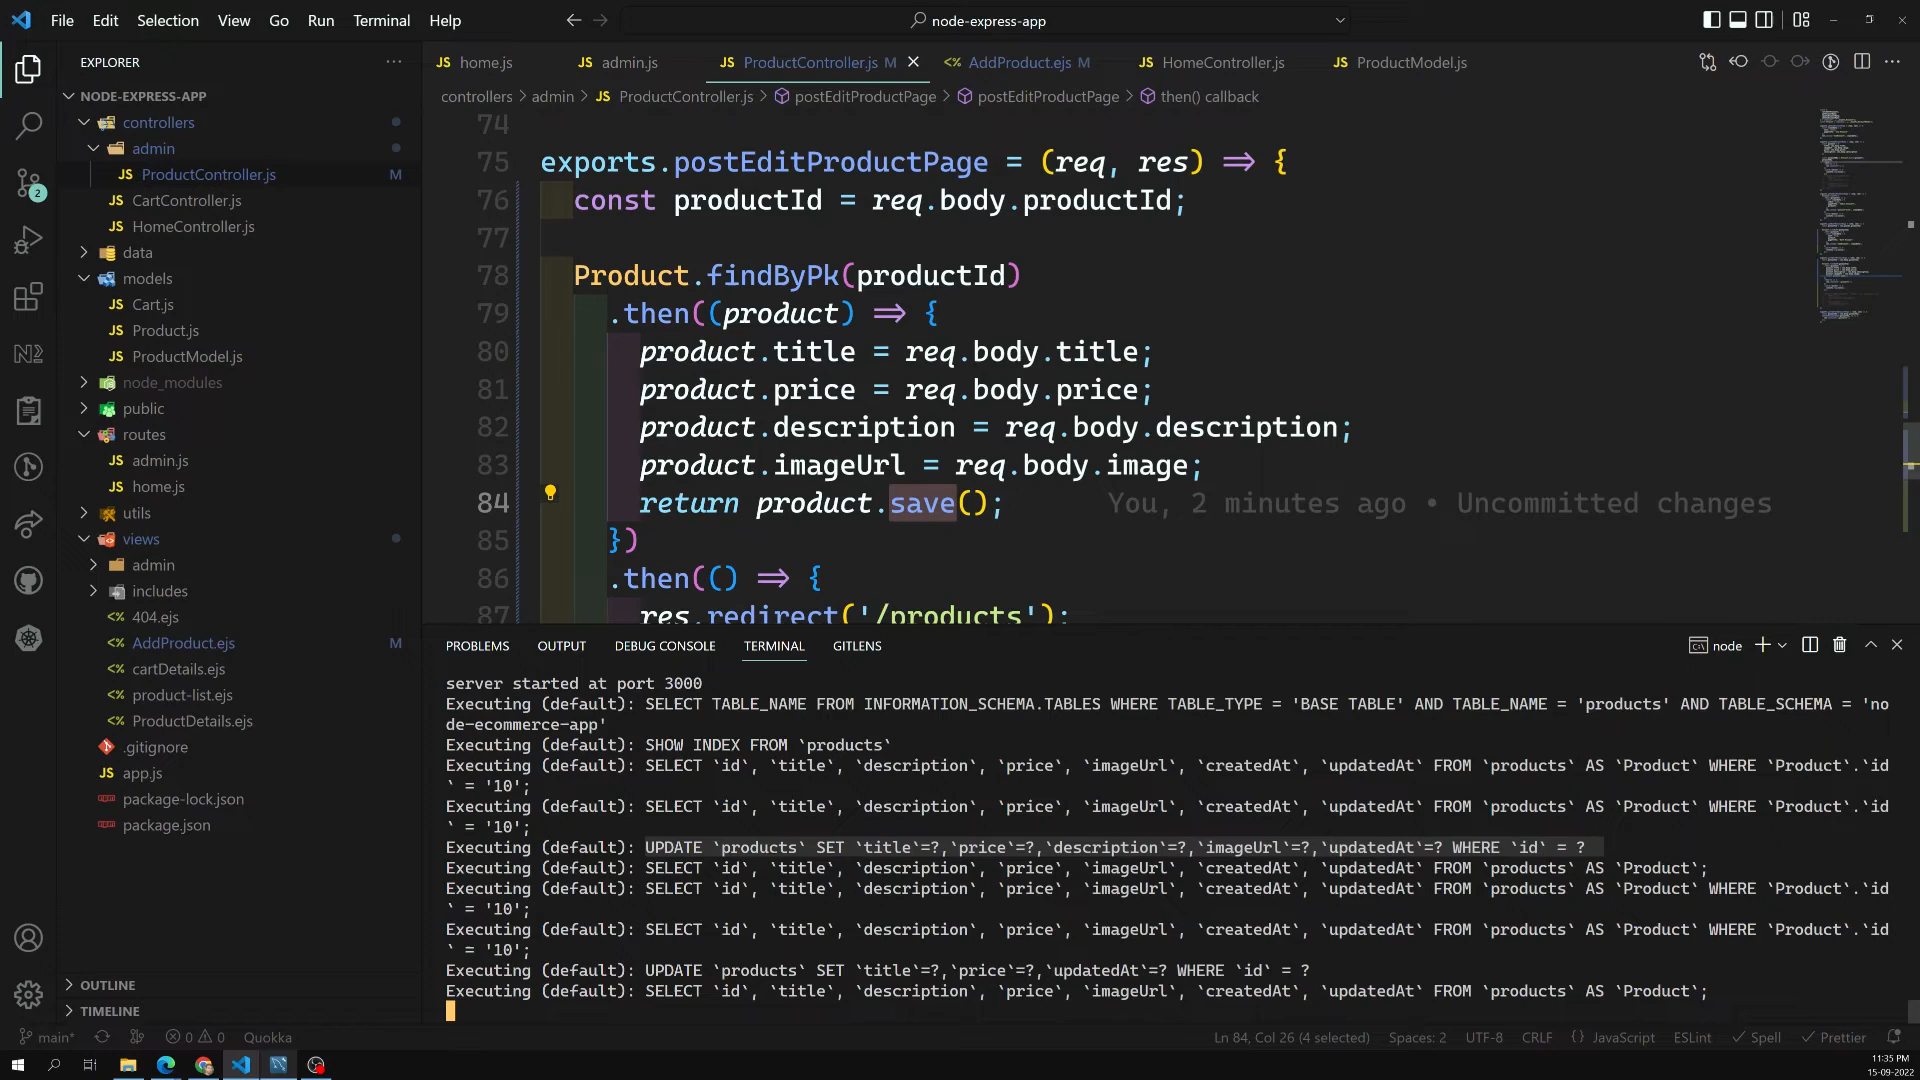 File Edit Selection View Go Run Terminal Help
node-express-app
EXPLORER
home.js
admin.js
ProductController.js M
AddProduct.ejs M
HomeController.js
ProductModel.js
NODE-EXPRESS-APP
controllers
admin
ProductController.js M
CartController.js
HomeController.js
data
models
Cart.js
Product.js
ProductModel.js
node_modules
public
routes
admin.js
home.js
utils
views
admin
includes
404.ejs
AddProduct.ejs M
cartDetails.ejs
product-list.ejs
ProductDetails.ejs
.gitignore
app.js
package-lock.json
package.json
OUTLINE
TIMELINE
controllers > admin > JS ProductController.js > postEditProductPage > postEditProductPage > then() callback
74
75 exports.postEditProductPage = (req, res) => {
76 const productId = req.body.productId;
77
78 Product.findByPk(productId)
79 .then((product) => {
80 product.title = req.body.title;
81 product.price = req.body.price;
82 product.description = req.body.description;
83 product.imageUrl = req.body.image;
84 return product.save(); You, 2 minutes ago • Uncommitted changes
85 })
86 .then(() => {
87 res.redirect('/products');
PROBLEMS OUTPUT DEBUG CONSOLE TERMINAL GITLENS
node
server started at port 3000
Executing (default): SELECT TABLE_NAME FROM INFORMATION_SCHEMA.TABLES WHERE TABLE_TYPE = 'BASE TABLE' AND TABLE_NAME = 'products' AND TABLE_SCHEMA = 'no
de-ecommerce-app'
Executing (default): SHOW INDEX FROM `products`
Executing (default): SELECT `id`, `title`, `description`, `price`, `imageUrl`, `createdAt`, `updatedAt` FROM `products` AS `Product` WHERE `Product`.`id
` = '10';
Executing (default): SELECT `id`, `title`, `description`, `price`, `imageUrl`, `createdAt`, `updatedAt` FROM `products` AS `Product` WHERE `Product`.`id
` = '10';
Executing (default): UPDATE `products` SET `title`=?,`price`=?,`description`=?,`imageUrl`=?,`updatedAt`=? WHERE `id` = ?
Executing (default): SELECT `id`, `title`, `description`, `price`, `imageUrl`, `createdAt`, `updatedAt` FROM `products` AS `Product`;
Executing (default): SELECT `id`, `title`, `description`, `price`, `imageUrl`, `createdAt`, `updatedAt` FROM `products` AS `Product` WHERE `Product`.`id
` = '10';
Executing (default): SELECT `id`, `title`, `description`, `price`, `imageUrl`, `createdAt`, `updatedAt` FROM `products` AS `Product` WHERE `Product`.`id
` = '10';
Executing (default): UPDATE `products` SET `title`=?,`price`=?,`updatedAt`=? WHERE `id` = ?
Executing (default): SELECT `id`, `title`, `description`, `price`, `imageUrl`, `createdAt`, `updatedAt` FROM `products` AS `Product`;
main* 0 0 Quokka
Ln 84, Col 26 (4 selected) Spaces: 2 UTF-8 CRLF {} JavaScript ESLint Spell Prettier
11:35 PM
15-09-2022